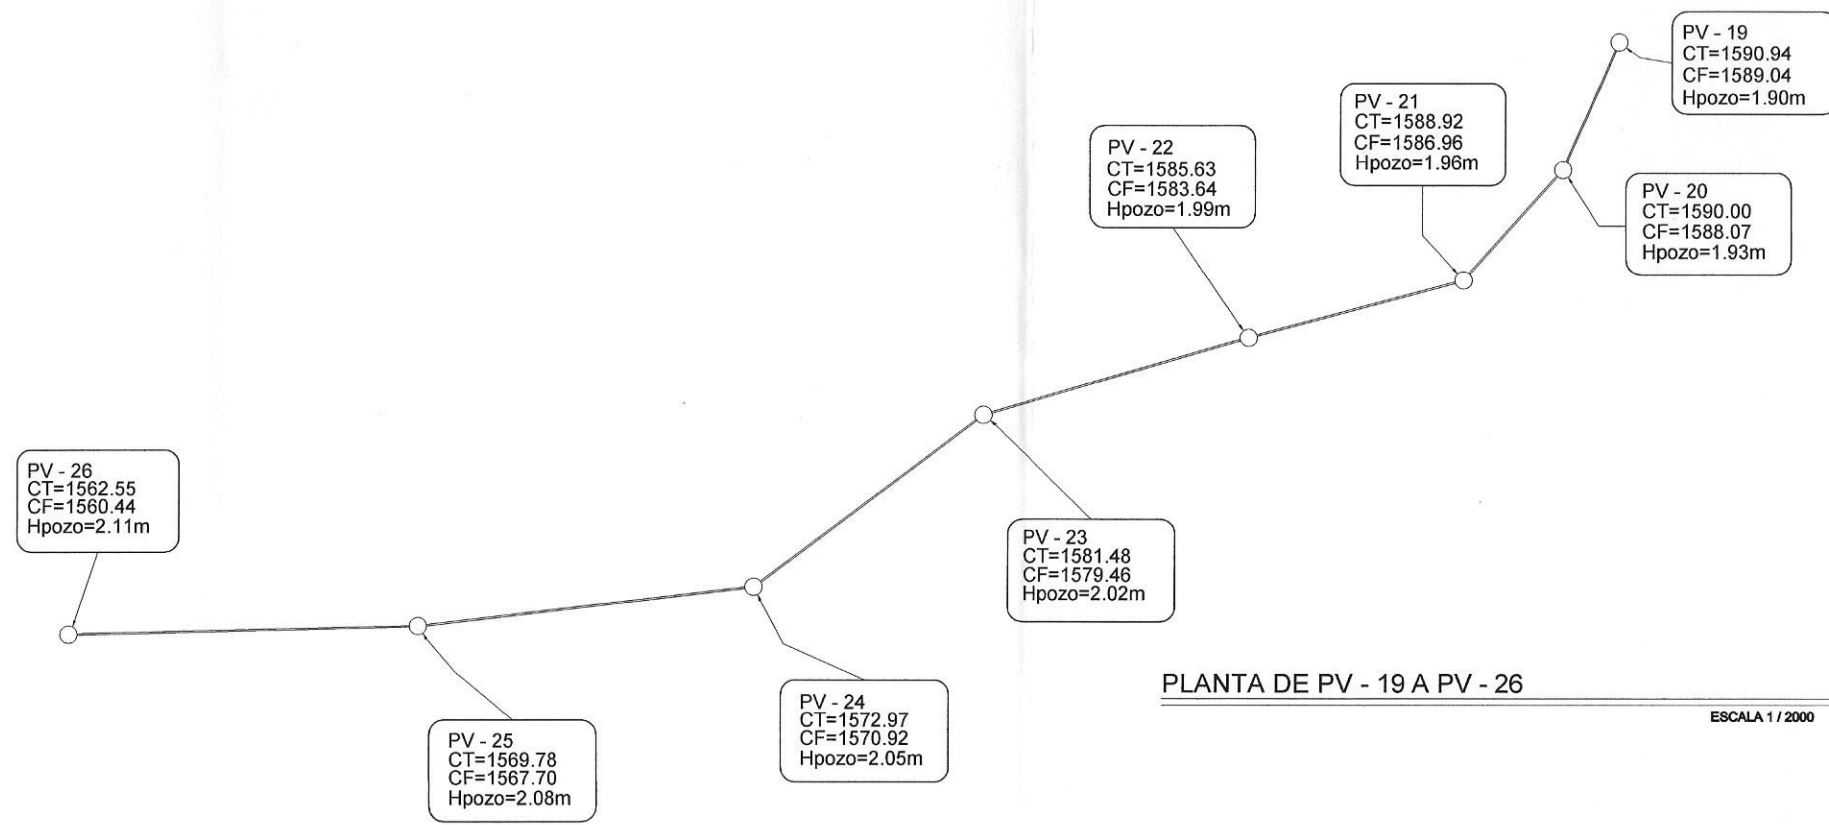 PV - 19
CT=1590.94
CF=1589.04
Hpozo=1.90m
PV - 21
CT=1588.92
CF=1586.96
Hpozo=1.96m
PV - 22
CT=1585.63
CF=1583.64
Hpozo=1.99m
PV - 20
CT=1590.00
CF=1588.07
Hpozo=1.93m
PV - 26
CT=1562.55
CF=1560.44
Hpozo=2.11m
PV - 23
CT=1581.48
CF=1579.46
Hpozo=2.02m
PV - 24
CT=1572.97
CF=1570.92
Hpozo=2.05m
PV - 25
CT=1569.78
CF=1567.70
Hpozo=2.08m
PLANTA DE PV - 19 A PV - 26
ESCALA 1 / 2000